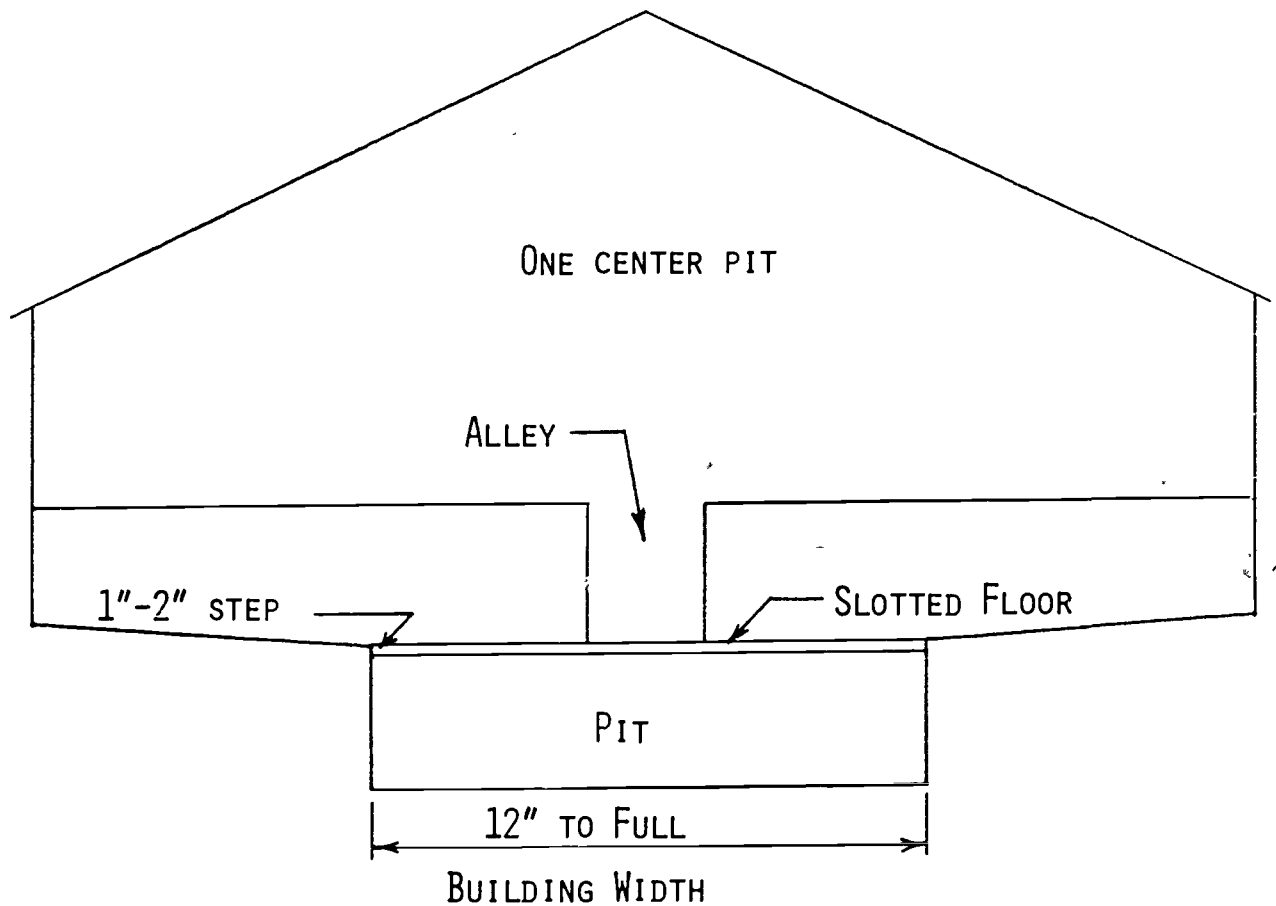 One center pit
Alley
1"-2" step
Slotted Floor
Pit
12" to Full
Building Width